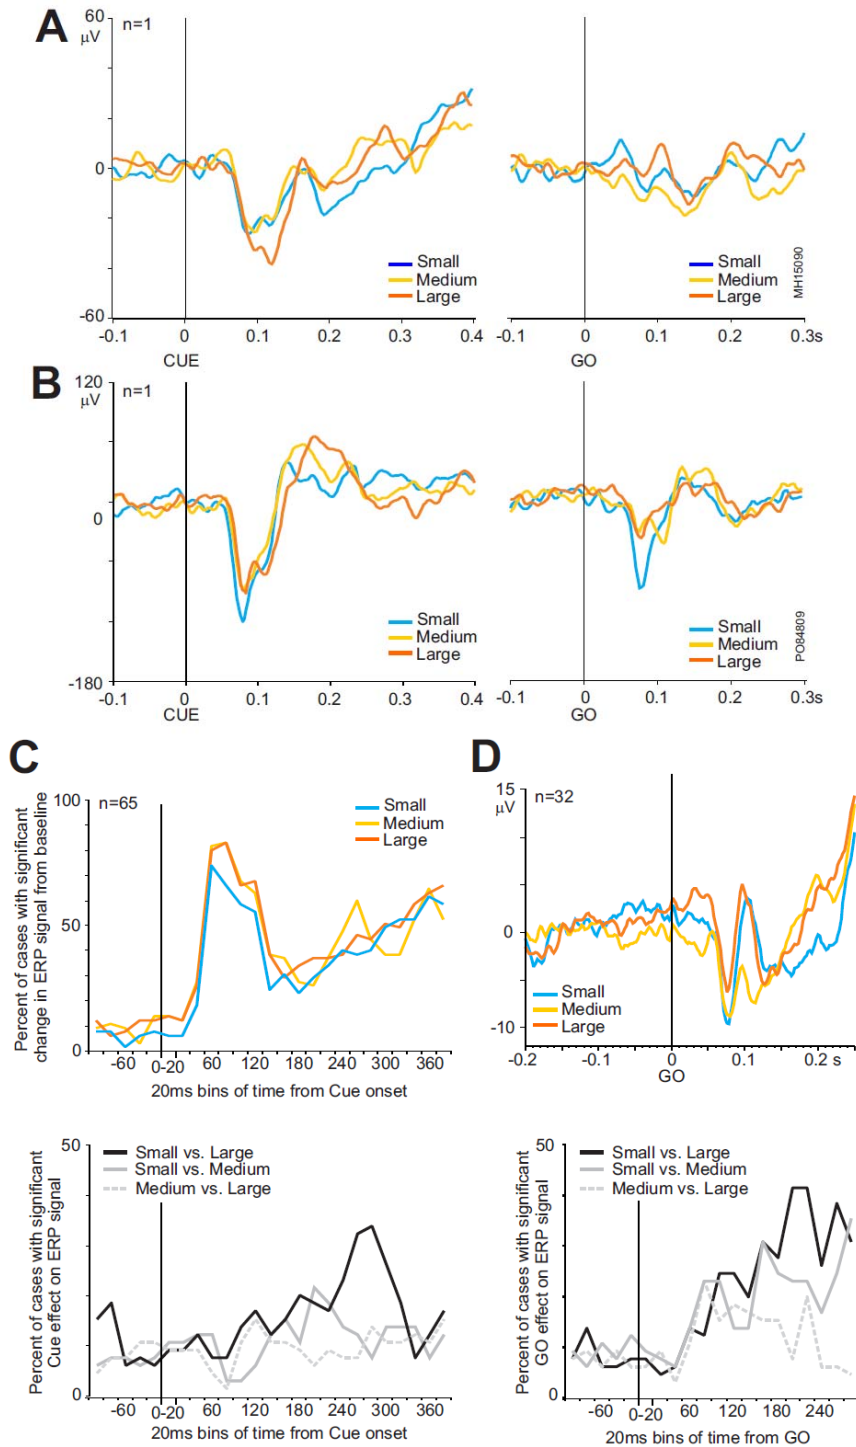 A
60
µV
n=1
0
-60
Small
Medium
Large
-0.1 0 0.1 0.2 0.3 0.4
CUE
Small
Medium
Large
MH15090
-0.1 0 0.1 0.2 0.3s
GO
B
120
µV
n=1
0
-180
Small
Medium
Large
-0.1 0 0.1 0.2 0.3 0.4
CUE
Small
Medium
Large
PO84809
-0.1 0 0.1 0.2 0.3s
GO
C
Percent of cases with significant
change in ERP signal from baseline
100
50
0
n=65
Small
Medium
Large
-60 0-20 60 120 180 240 300 360
20ms bins of time from Cue onset
D
15
µV
n=32
0
-10
Small
Medium
Large
-0.2 -0.1 0 0.1 0.2 s
GO
Percent of cases with significant
Cue effect on ERP signal
50
0
Small vs. Large
Small vs. Medium
Medium vs. Large
-60 0-20 60 120 180 240 300 360
20ms bins of time from Cue onset
Percent of cases with significant
GO effect on ERP signal
50
0
Small vs. Large
Small vs. Medium
Medium vs. Large
-60 0-20 60 120 180 240
20ms bins of time from GO